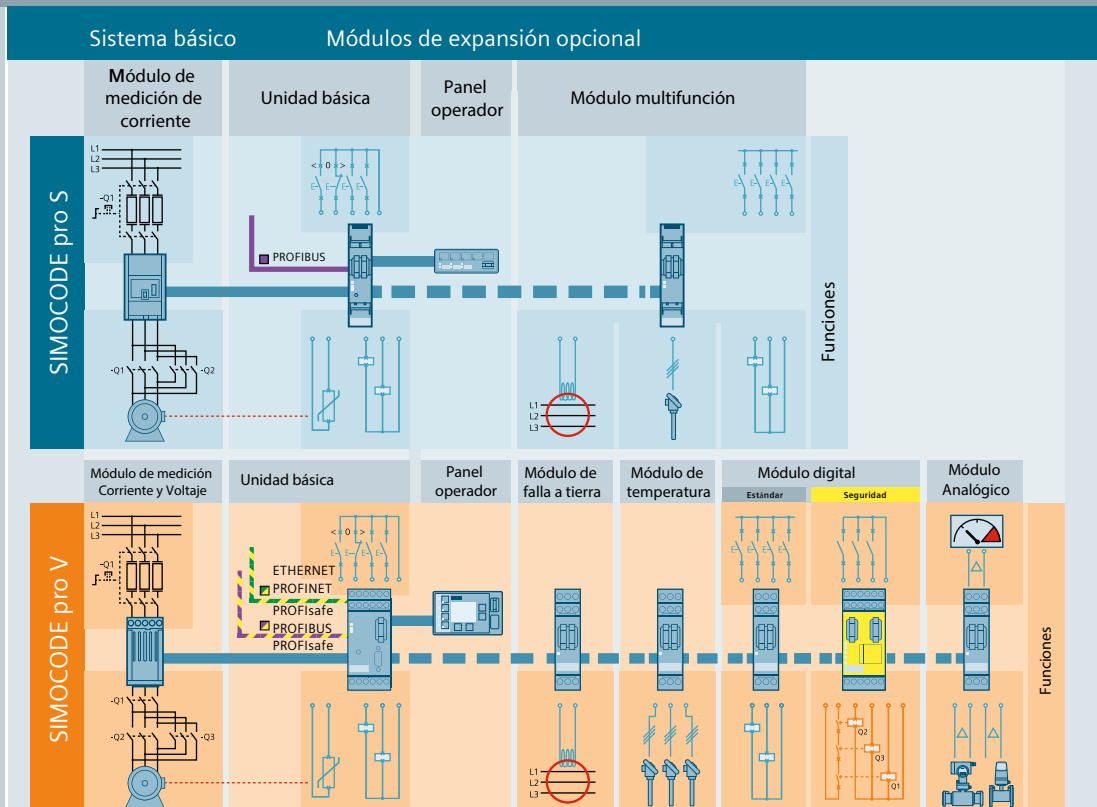 Sistema básico
Módulos de expansión opcional
Módulo de
medición de
corriente
Unidad básica
Panel
operador
Módulo multifunción
SIMOCODE pro S
L1
L2
L3
-Q1
< 0 >
E-- E-- E-- E--
PROFIBUS
E-- E-- E-- E--
-Q1
-Q2
L1
L2
L3
Funciones
Módulo de medición
Corriente y Voltaje
Unidad básica
Panel
operador
Módulo de
falla a tierra
Módulo de
temperatura
Módulo digital
Estándar
Seguridad
Módulo
Analógico
SIMOCODE pro V
L1
L2
L3
-Q1
< 0 >
E-- E-- E-- E--
ETHERNET
PROFINET
PROFIsafe
PROFIBUS
PROFIsafe
E-- E-- E-- E--
-Q1
-Q2
-Q3
L1
L2
L3
Q2
Q3
Q1
Funciones